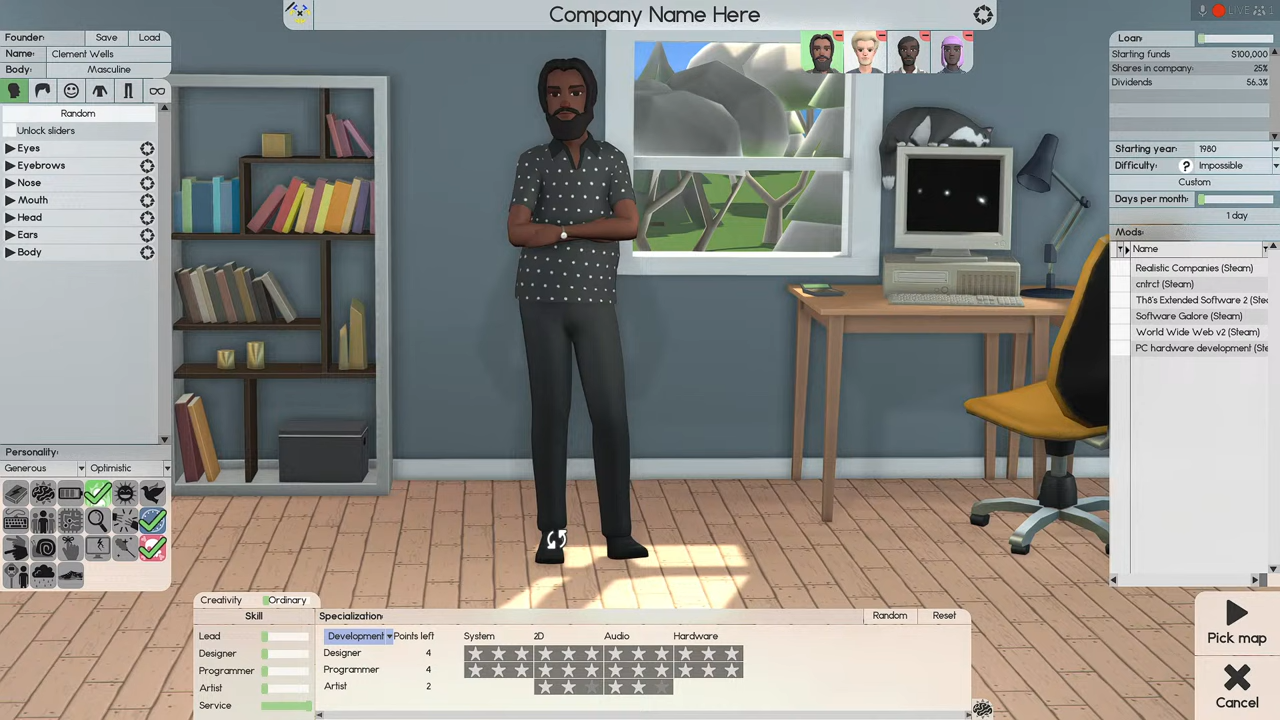 Company Name Here
LIVE 1
Founder:
Save
Load
Name:
Clement Wells
Body:
Masculine
Random
Unlock sliders
Eyes
Eyebrows
Nose
Mouth
Head
Ears
Body
Personality:
Generous
Optimistic
Loan:
Starting funds $100,000
Shares in company: 25%
Dividends 56.3%
Starting year: 1980
Difficulty: ? Impossible
Custom
Days per month:
1 day
Mods:
Name
Realistic Companies (Steam)
cntrct (Steam)
Th8's Extended Software 2 (Stea
Software Galore (Steam)
World Wide Web v2 (Steam)
PC hardware development (Ste
Creativity
Ordinary
Skill
Lead
Designer
Programmer
Artist
Service
Specialization:
Random
Reset
Development Points left System 2D Audio Hardware
Designer 4
Programmer 4
Artist 2
Pick map
Cancel